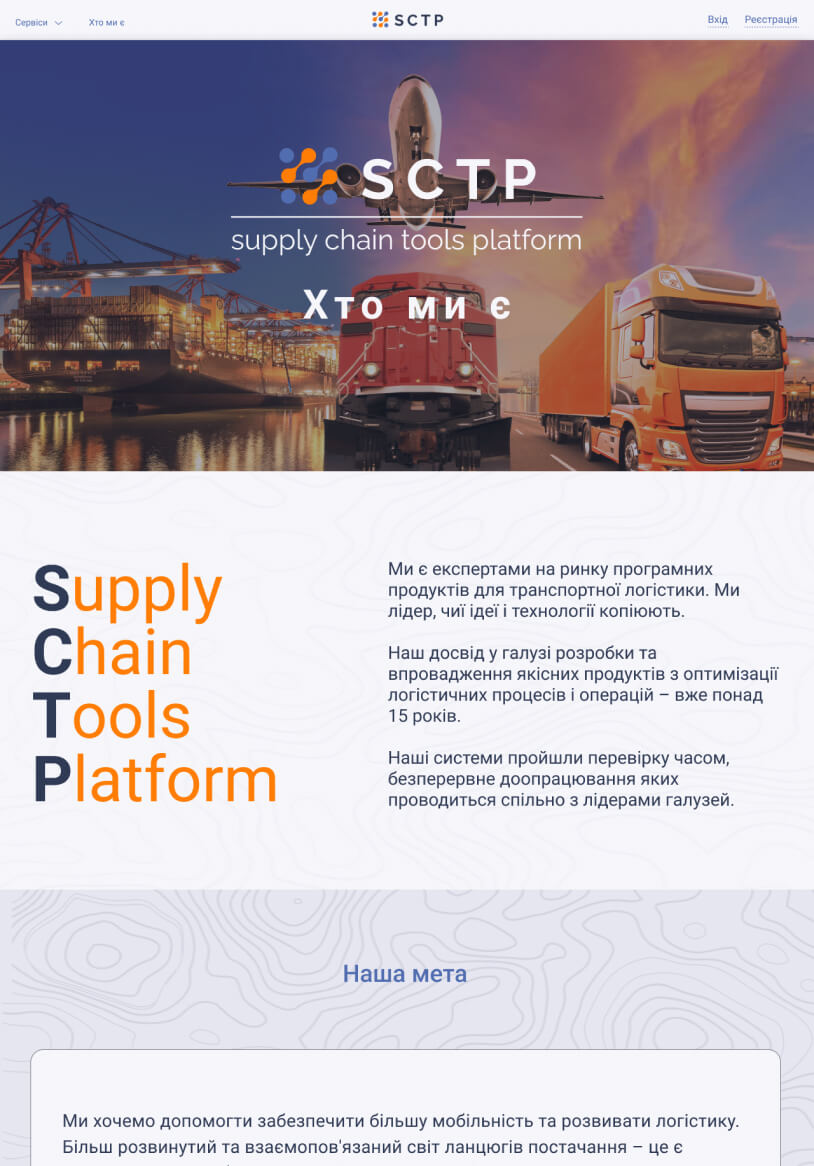 Сервіси
Хто ми є
SCTP
Вхід
Реєстрація
SCTP
supply chain tools platform
Хто ми є
Supply
Chain
Tools
Platform
Ми є експертами на ринку програмних
продуктів для транспортної логістики. Ми
лідер, чиї ідеї і технології копіюють.
Наш досвід у галузі розробки та
впровадження якісних продуктів з оптимізації
логістичних процесів і операцій – вже понад
15 років.
Наші системи пройшли перевірку часом,
безперервне доопрацювання яких
проводиться спільно з лідерами галузей.
Наша мета
Ми хочемо допомогти забезпечити більшу мобільність та розвивати логістику.
Більш розвинутий та взаємопов'язаний світ ланцюгів постачання – це є